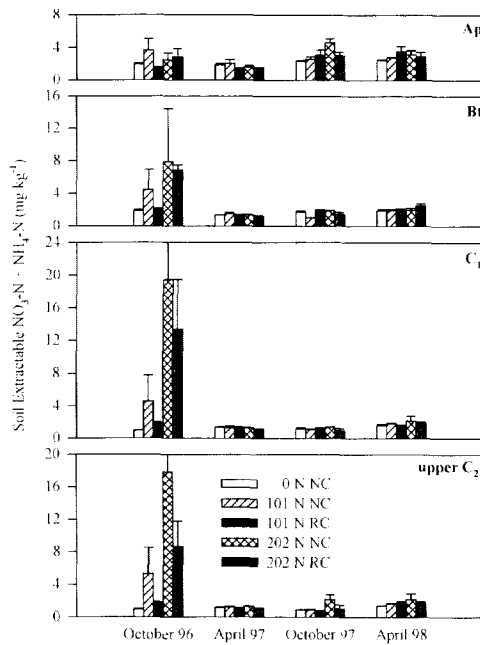 Soil Extractable NO3-N + NH4-N (mg kg-1)
8
4
0
Ap
16
12
8
4
0
Bt
24
20
16
12
8
4
0
C1
20
16
12
8
4
0
upper C2
0 N NC
101 N NC
101 N RC
202 N NC
202 N RC
October 96 April 97 October 97 April 98